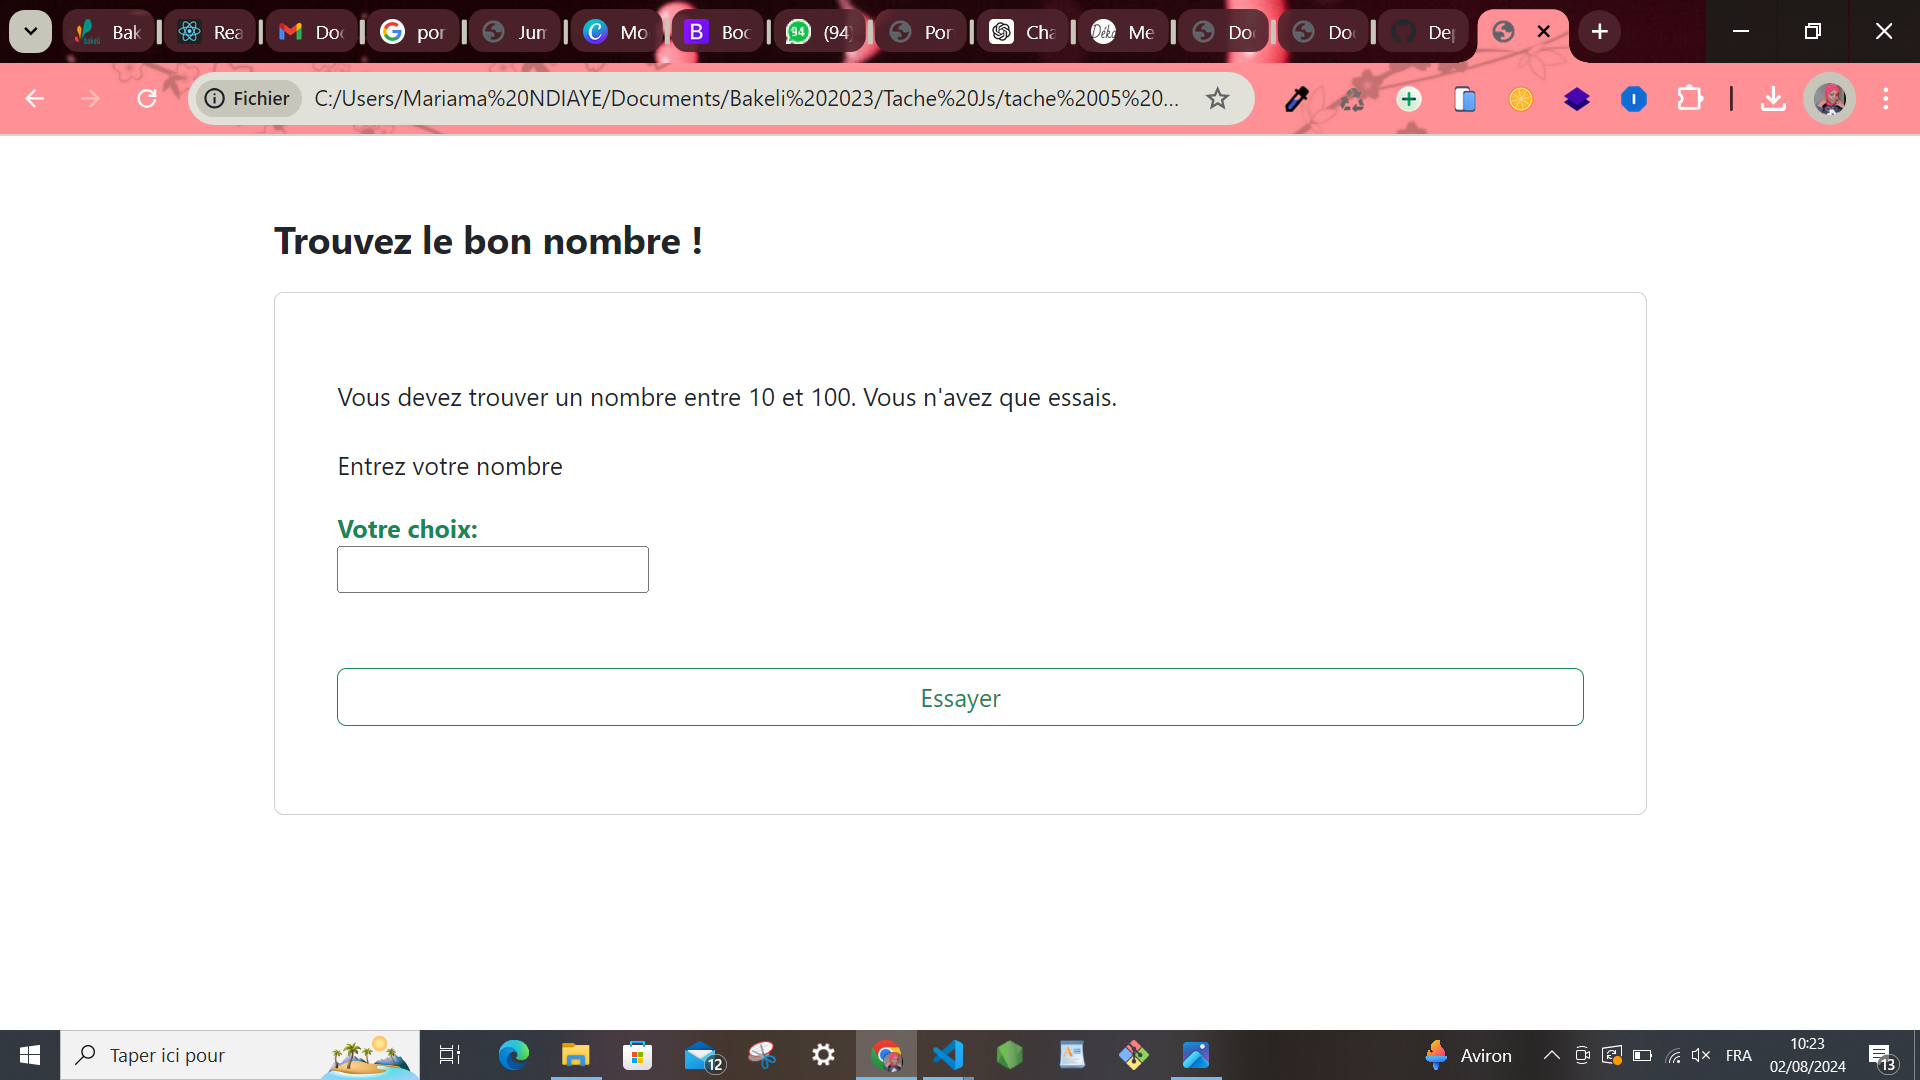 Bak
Rea
Doc
por
Jun
Mo
Boc
(94)
Por
Cha
Me
Do
Do
Dep
Fichier
C:/Users/Mariama%20NDIAYE/Documents/Bakeli%202023/Tache%20Js/tache%2005%20...
Trouvez le bon nombre !
Vous devez trouver un nombre entre 10 et 100. Vous n'avez que essais.
Entrez votre nombre
Votre choix:
Essayer
Taper ici pour
12
Aviron
FRA
10:23
02/08/2024
13